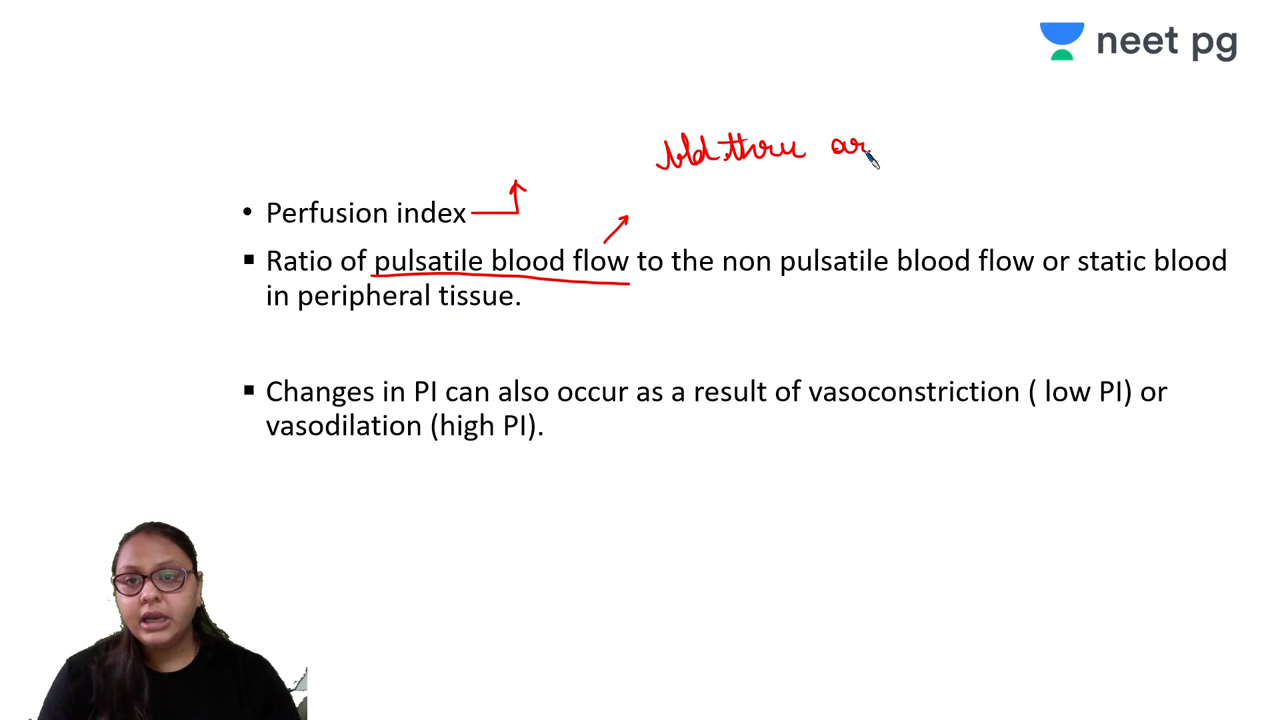 neet pg
bld thru ar
• Perfusion index
▪ Ratio of pulsatile blood flow to the non pulsatile blood flow or static blood
in peripheral tissue.
▪ Changes in PI can also occur as a result of vasoconstriction ( low PI) or
vasodilation (high PI).